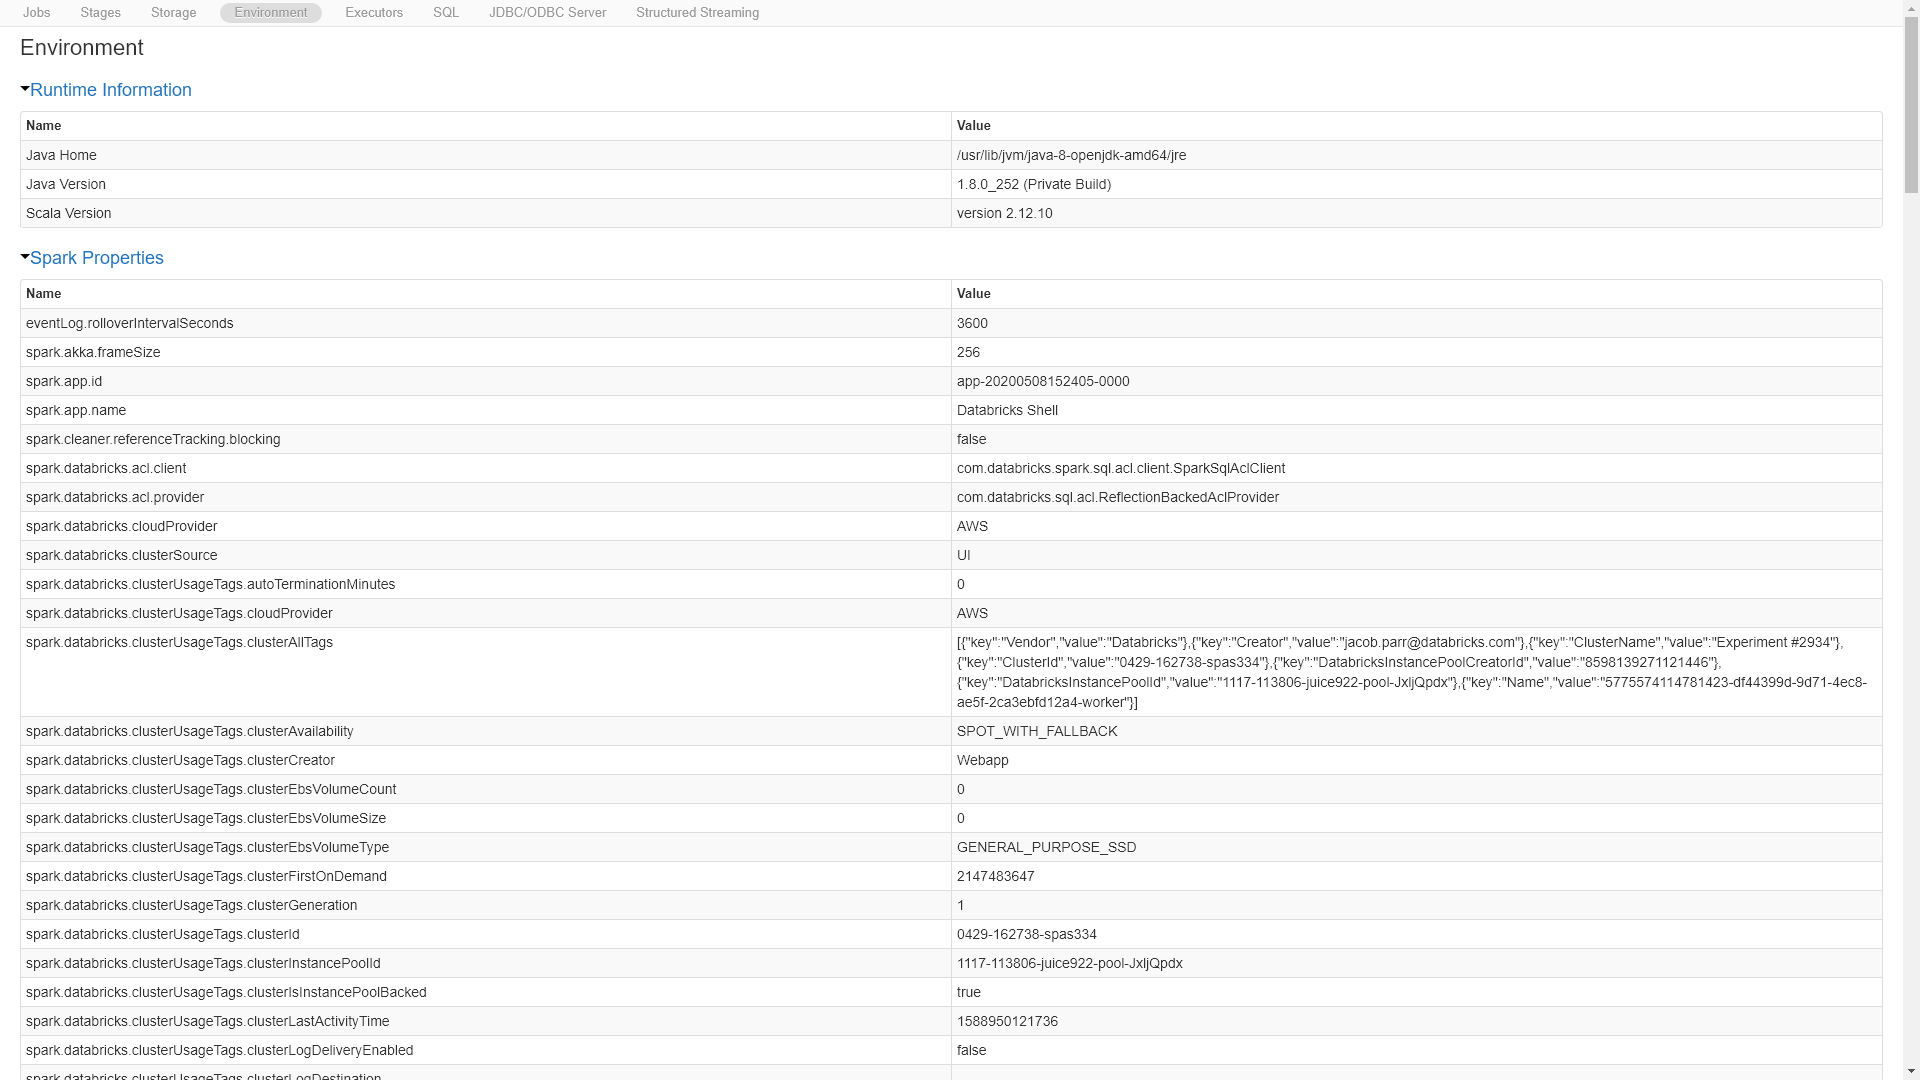 Jobs Stages Storage Environment Executors SQL JDBC/ODBC Server Structured Streaming
Environment
Runtime Information
Name Value
Java Home /usr/lib/jvm/java-8-openjdk-amd64/jre
Java Version 1.8.0_252 (Private Build)
Scala Version version 2.12.10
Spark Properties
Name Value
eventLog.rolloverIntervalSeconds 3600
spark.akka.frameSize 256
spark.app.id app-20200508152405-0000
spark.app.name Databricks Shell
spark.cleaner.referenceTracking.blocking false
spark.databricks.acl.client com.databricks.spark.sql.acl.client.SparkSqlAclClient
spark.databricks.acl.provider com.databricks.sql.acl.ReflectionBackedAclProvider
spark.databricks.cloudProvider AWS
spark.databricks.clusterSource UI
spark.databricks.clusterUsageTags.autoTerminationMinutes 0
spark.databricks.clusterUsageTags.cloudProvider AWS
spark.databricks.clusterUsageTags.clusterAllTags [{"key":"Vendor","value":"Databricks"},{"key":"Creator","value":"jacob.parr@databricks.com"},{"key":"ClusterName","value":"Experiment #2934"},
{"key":"ClusterId","value":"0429-162738-spas334"},{"key":"DatabricksInstancePoolCreatorId","value":"8598139271121446"},
{"key":"DatabricksInstancePoolId","value":"1117-113806-juice922-pool-JxljQpdx"},{"key":"Name","value":"5775574114781423-df44399d-9d71-4ec8-
ae5f-2ca3ebfd12a4-worker"}]
spark.databricks.clusterUsageTags.clusterAvailability SPOT_WITH_FALLBACK
spark.databricks.clusterUsageTags.clusterCreator Webapp
spark.databricks.clusterUsageTags.clusterEbsVolumeCount 0
spark.databricks.clusterUsageTags.clusterEbsVolumeSize 0
spark.databricks.clusterUsageTags.clusterEbsVolumeType GENERAL_PURPOSE_SSD
spark.databricks.clusterUsageTags.clusterFirstOnDemand 2147483647
spark.databricks.clusterUsageTags.clusterGeneration 1
spark.databricks.clusterUsageTags.clusterId 0429-162738-spas334
spark.databricks.clusterUsageTags.clusterInstancePoolId 1117-113806-juice922-pool-JxljQpdx
spark.databricks.clusterUsageTags.clusterIsInstancePoolBacked true
spark.databricks.clusterUsageTags.clusterLastActivityTime 1588950121736
spark.databricks.clusterUsageTags.clusterLogDeliveryEnabled false
spark.databricks.clusterUsageTags.clusterLogDestination